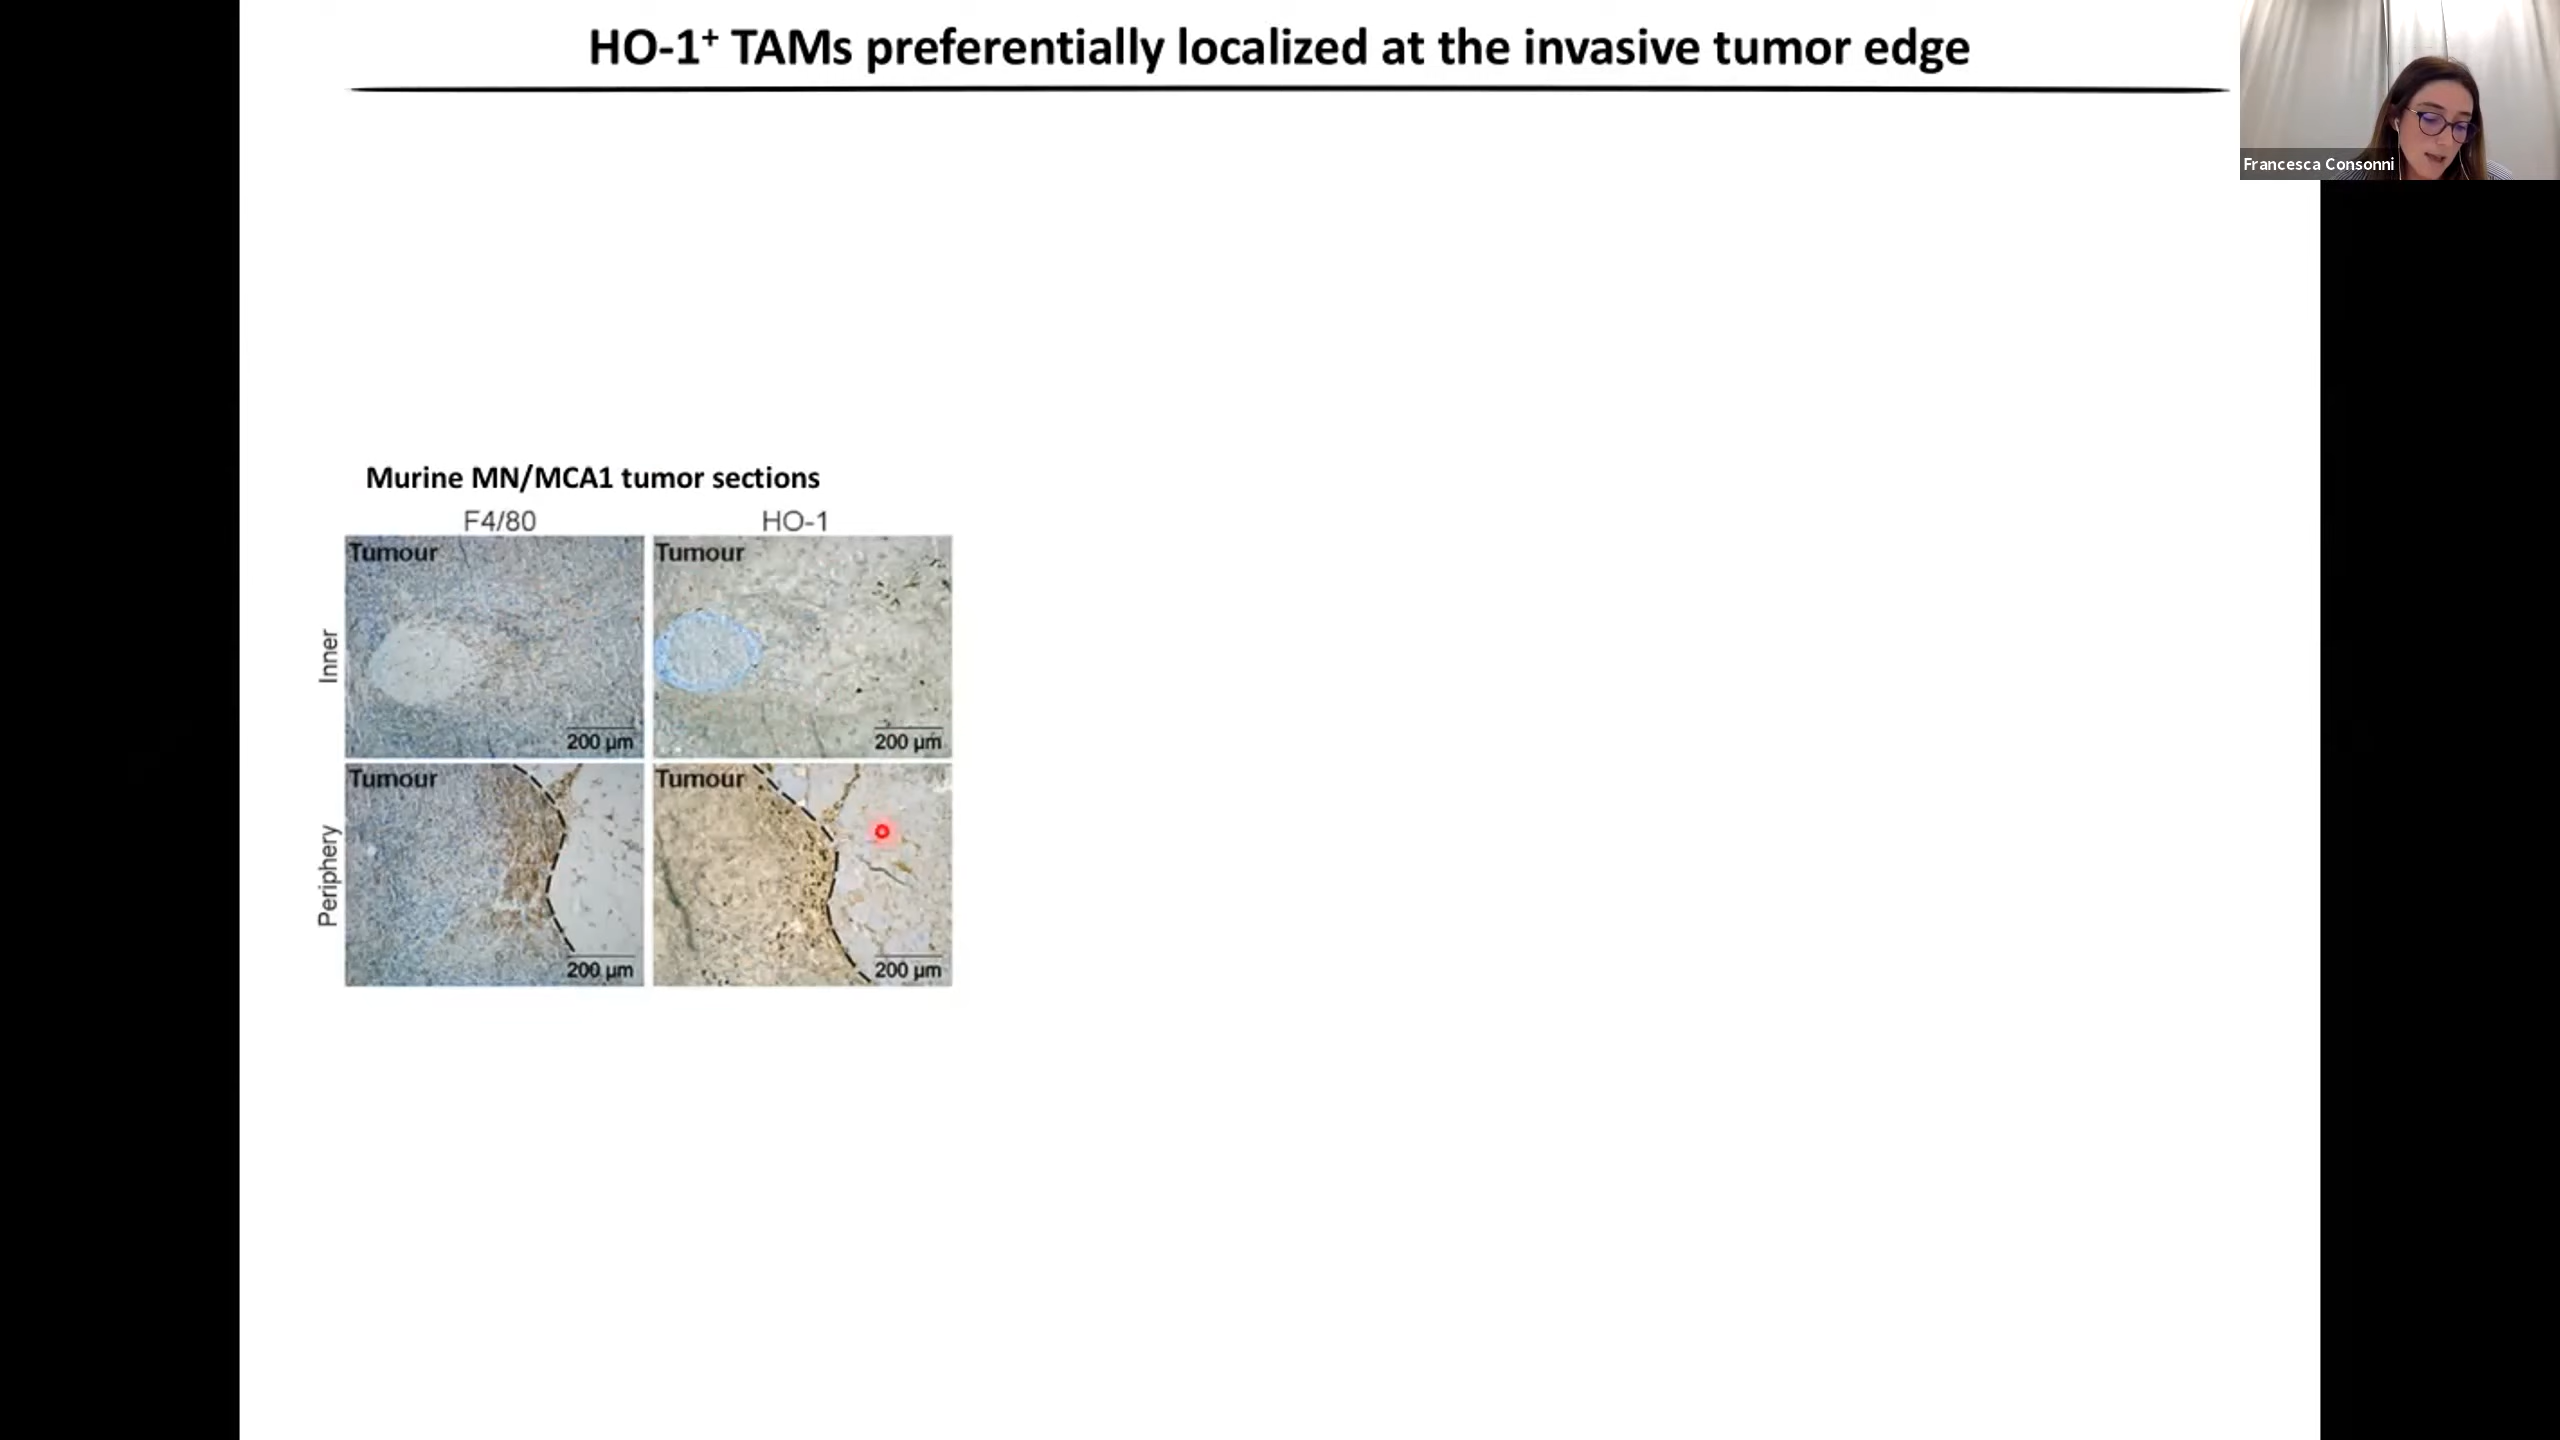 HO-1⁺ TAMs preferentially localized at the invasive tumor edge
Francesca Consonni
Murine MN/MCA1 tumor sections
F4/80
HO-1
Inner
Tumour
200 µm
Tumour
200 µm
Periphery
Tumour
200 µm
Tumour
200 µm